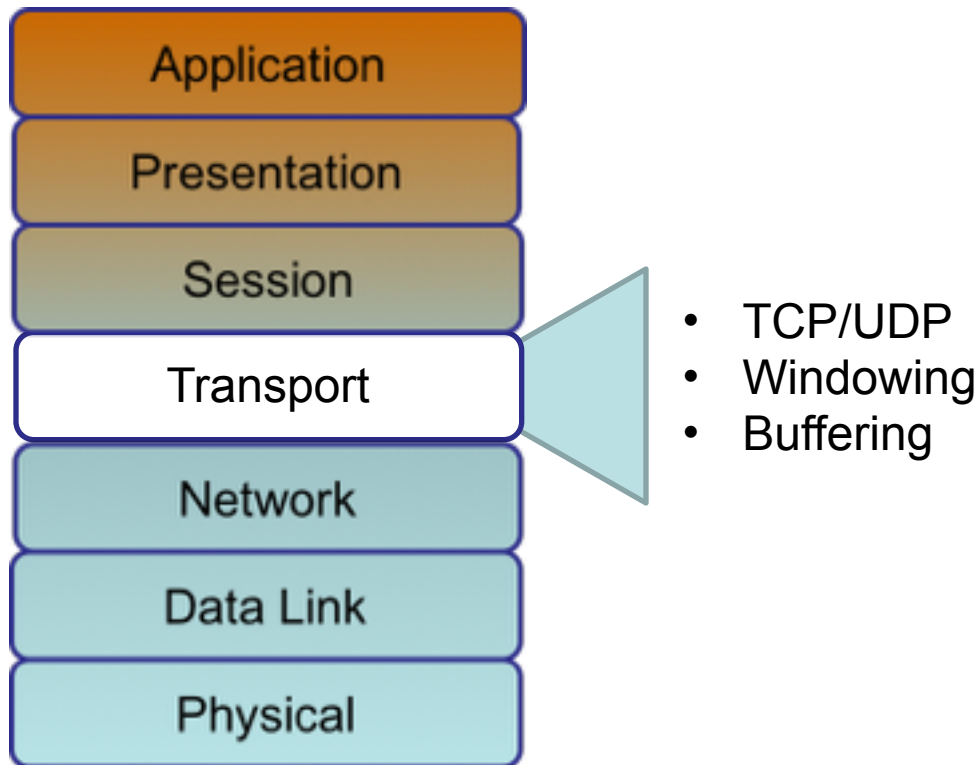 Application
Presentation
Session
Transport
Network
Data Link
Physical
• TCP/UDP
• Windowing
• Buffering